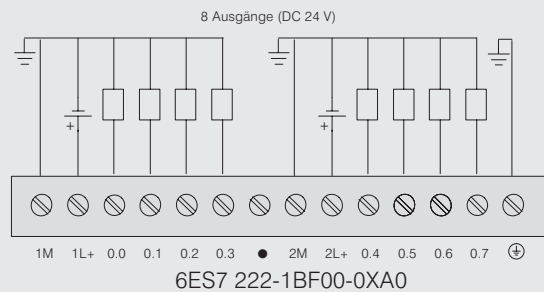 8 Ausgänge (DC 24 V)
+ +
1M 1L+ 0.0 0.1 0.2 0.3 ● 2M 2L+ 0.4 0.5 0.6 0.7
6ES7 222-1BF00-0XA0